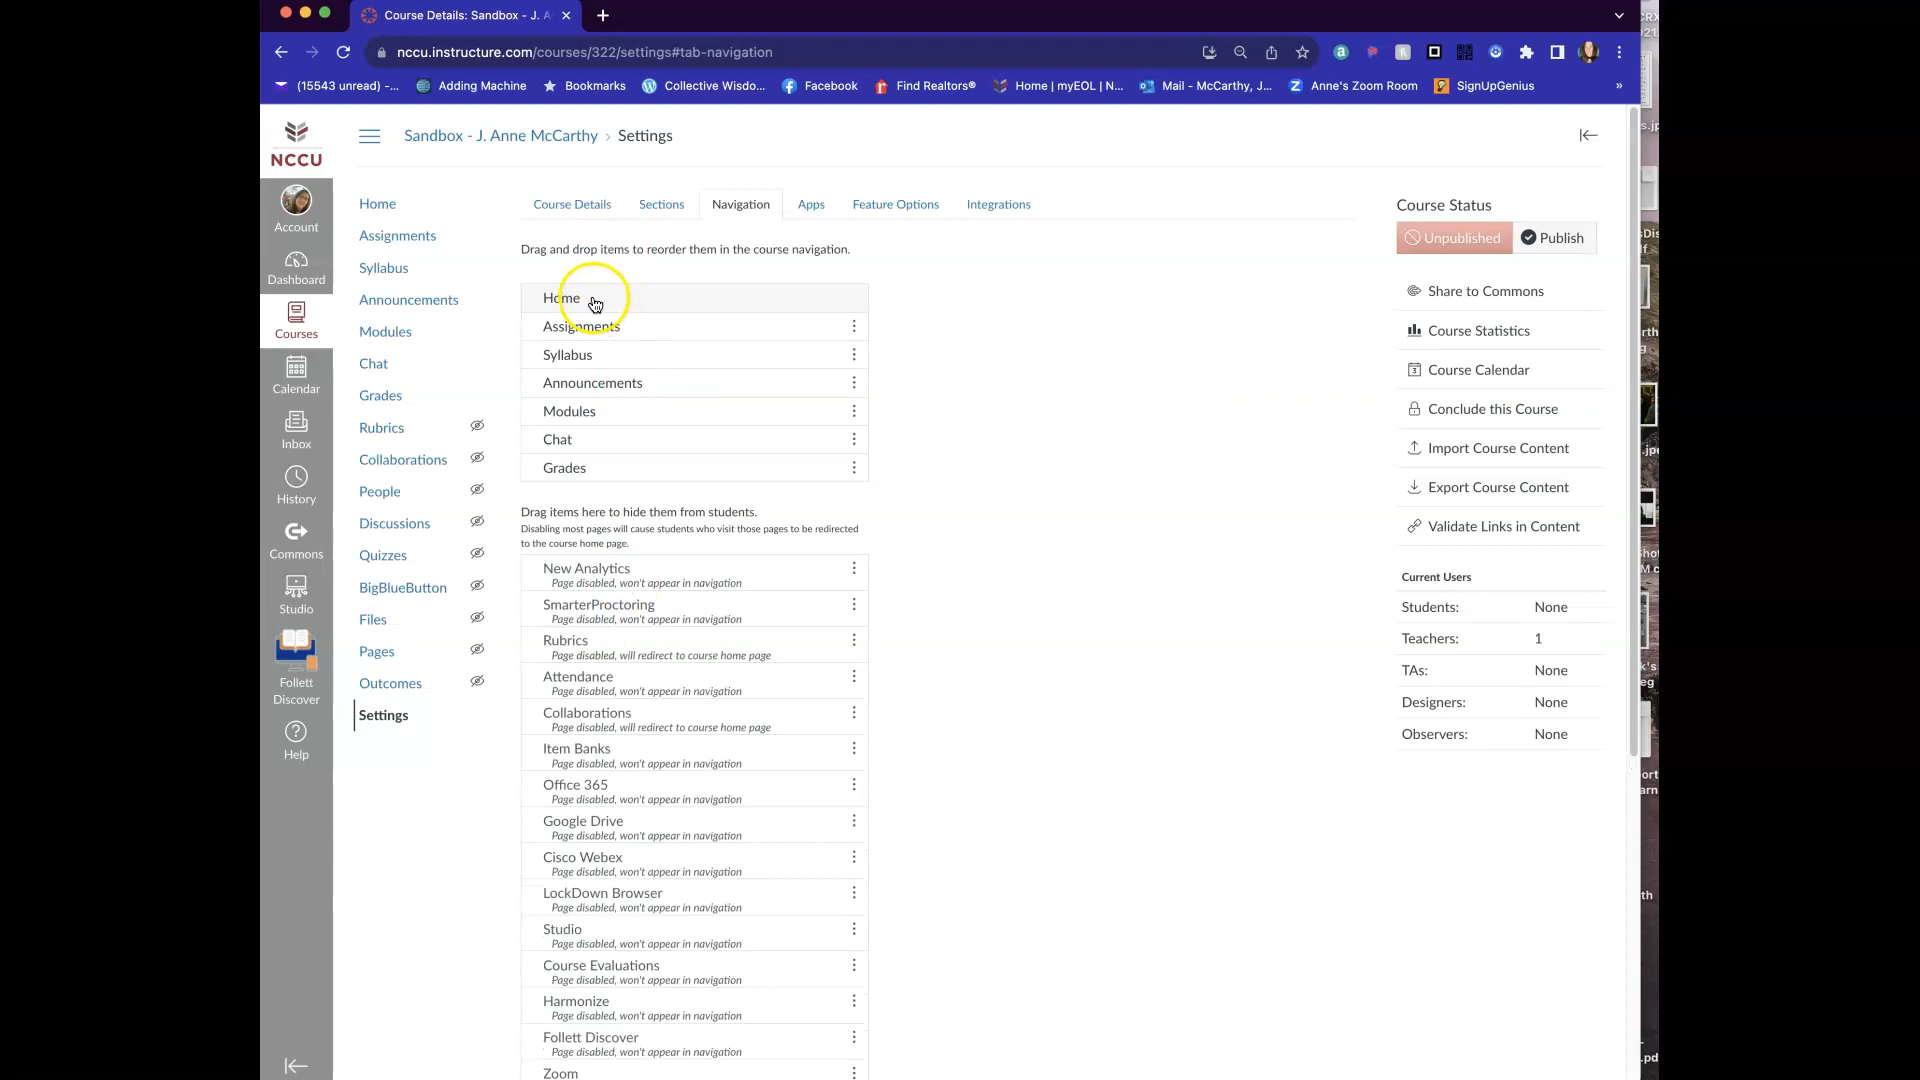 Course Details: Sandbox - J. A
nccu.instructure.com/courses/322/settings#tab-navigation
(15543 unread) -...
Adding Machine
Bookmarks
Collective Wisdo...
Facebook
Find Realtors®
Home | myEOL | N...
Mail - McCarthy, J...
Anne's Zoom Room
SignUpGenius
»
NCCU
Sandbox - J. Anne McCarthy › Settings
Account
Dashboard
Courses
Calendar
Inbox
History
Commons
Studio
Follett
Discover
Help
Home
Assignments
Syllabus
Announcements
Modules
Chat
Grades
Rubrics
Collaborations
People
Discussions
Quizzes
BigBlueButton
Files
Pages
Outcomes
Settings
Course Details
Sections
Navigation
Apps
Feature Options
Integrations
Drag and drop items to reorder them in the course navigation.
Home
Assignments
Syllabus
Announcements
Modules
Chat
Grades
Drag items here to hide them from students.
Disabling most pages will cause students who visit those pages to be redirected
to the course home page.
New Analytics
Page disabled, won't appear in navigation
SmarterProctoring
Page disabled, won't appear in navigation
Rubrics
Page disabled, will redirect to course home page
Attendance
Page disabled, won't appear in navigation
Collaborations
Page disabled, will redirect to course home page
Item Banks
Page disabled, won't appear in navigation
Office 365
Page disabled, won't appear in navigation
Google Drive
Page disabled, won't appear in navigation
Cisco Webex
Page disabled, won't appear in navigation
LockDown Browser
Page disabled, won't appear in navigation
Studio
Page disabled, won't appear in navigation
Course Evaluations
Page disabled, won't appear in navigation
Harmonize
Page disabled, won't appear in navigation
Follett Discover
Page disabled, won't appear in navigation
Zoom
Course Status
Unpublished
Publish
Share to Commons
Course Statistics
Course Calendar
Conclude this Course
Import Course Content
Export Course Content
Validate Links in Content
Current Users
Students: None
Teachers: 1
TAs: None
Designers: None
Observers: None